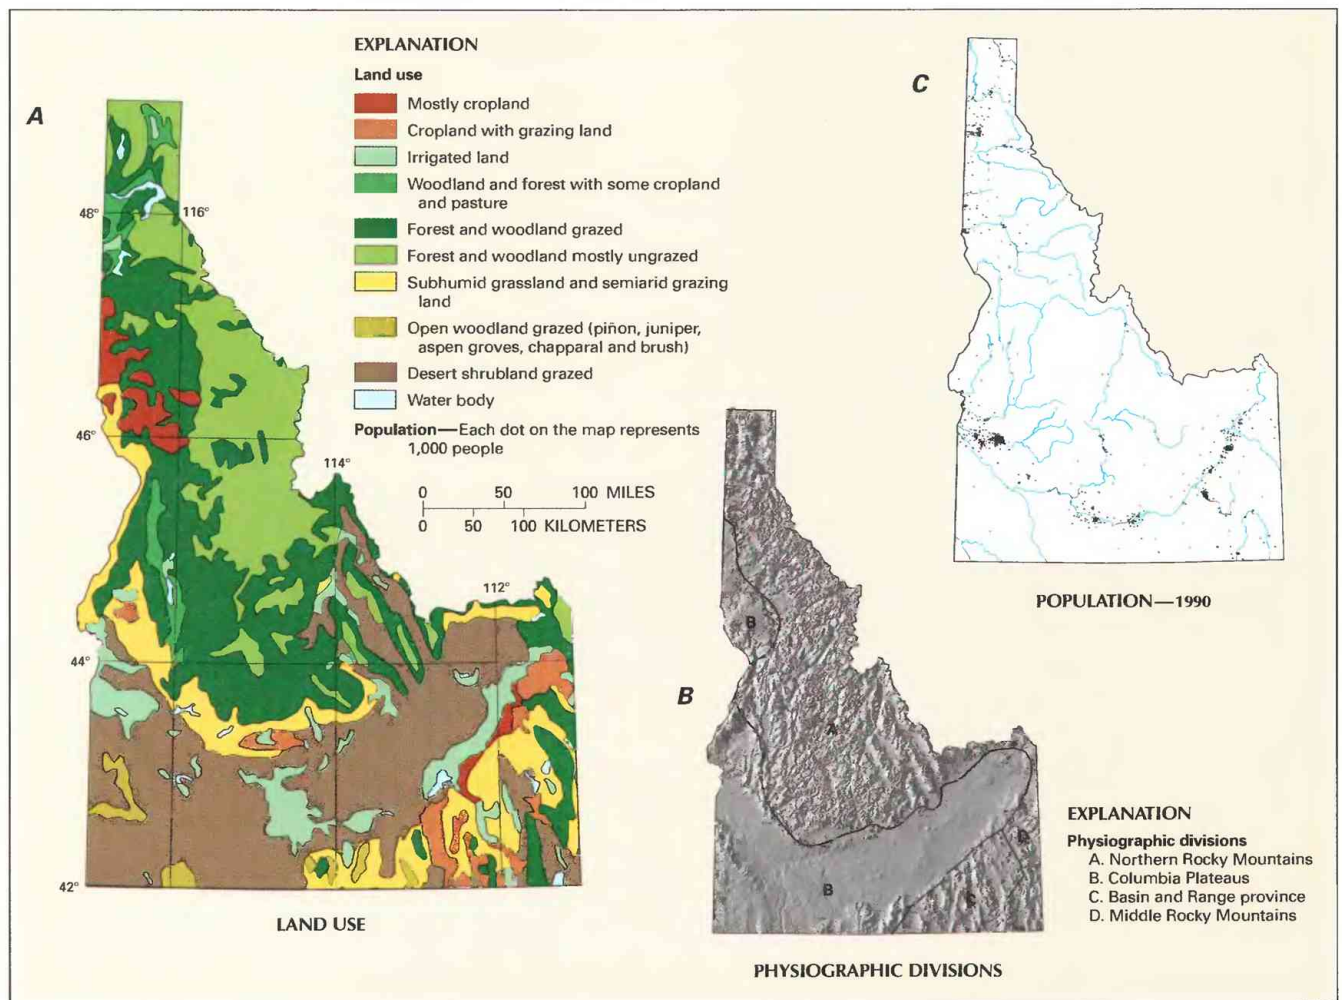 A
EXPLANATION
Land use
Mostly cropland
Cropland with grazing land
Irrigated land
Woodland and forest with some cropland
and pasture
Forest and woodland grazed
Forest and woodland mostly ungrazed
Subhumid grassland and semiarid grazing
land
Open woodland grazed (piñon, juniper,
aspen groves, chapparal and brush)
Desert shrubland grazed
Water body
Population—Each dot on the map represents
1,000 people
0 50 100 MILES
0 50 100 KILOMETERS
48°
116°
46°
114°
112°
44°
42°
LAND USE
C
POPULATION—1990
B
B
A
B
C
D
EXPLANATION
Physiographic divisions
A. Northern Rocky Mountains
B. Columbia Plateaus
C. Basin and Range province
D. Middle Rocky Mountains
PHYSIOGRAPHIC DIVISIONS